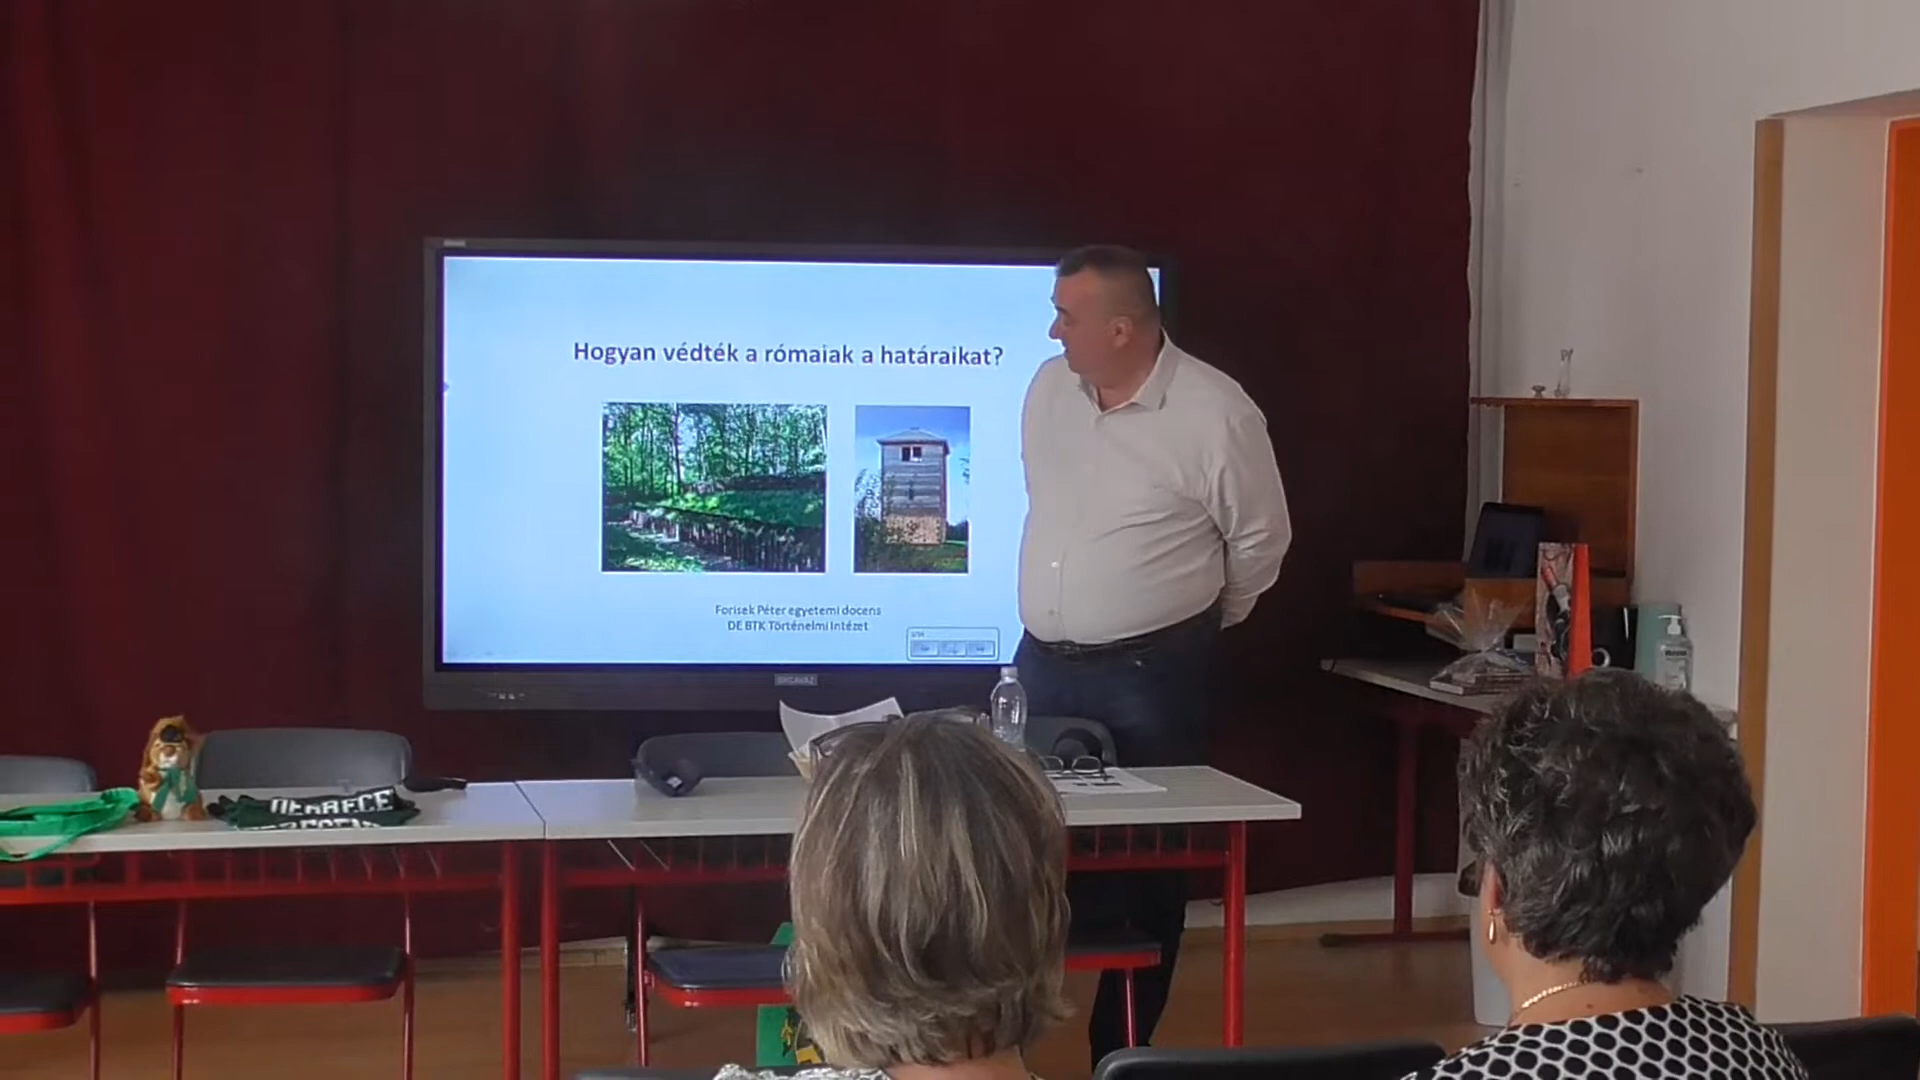 Hogyan védték a rómaiak a határaikat?
Forisek Péter egyetemi docens
DE BTK Történelmi Intézet